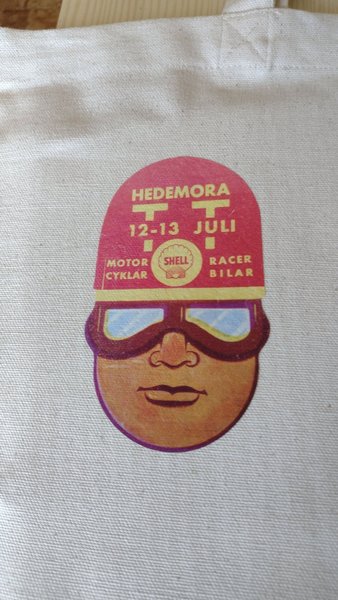 HEDEMORA
TT
12-13 JULI
MOTOR
CYKLAR
SHELL
RACER
BILAR